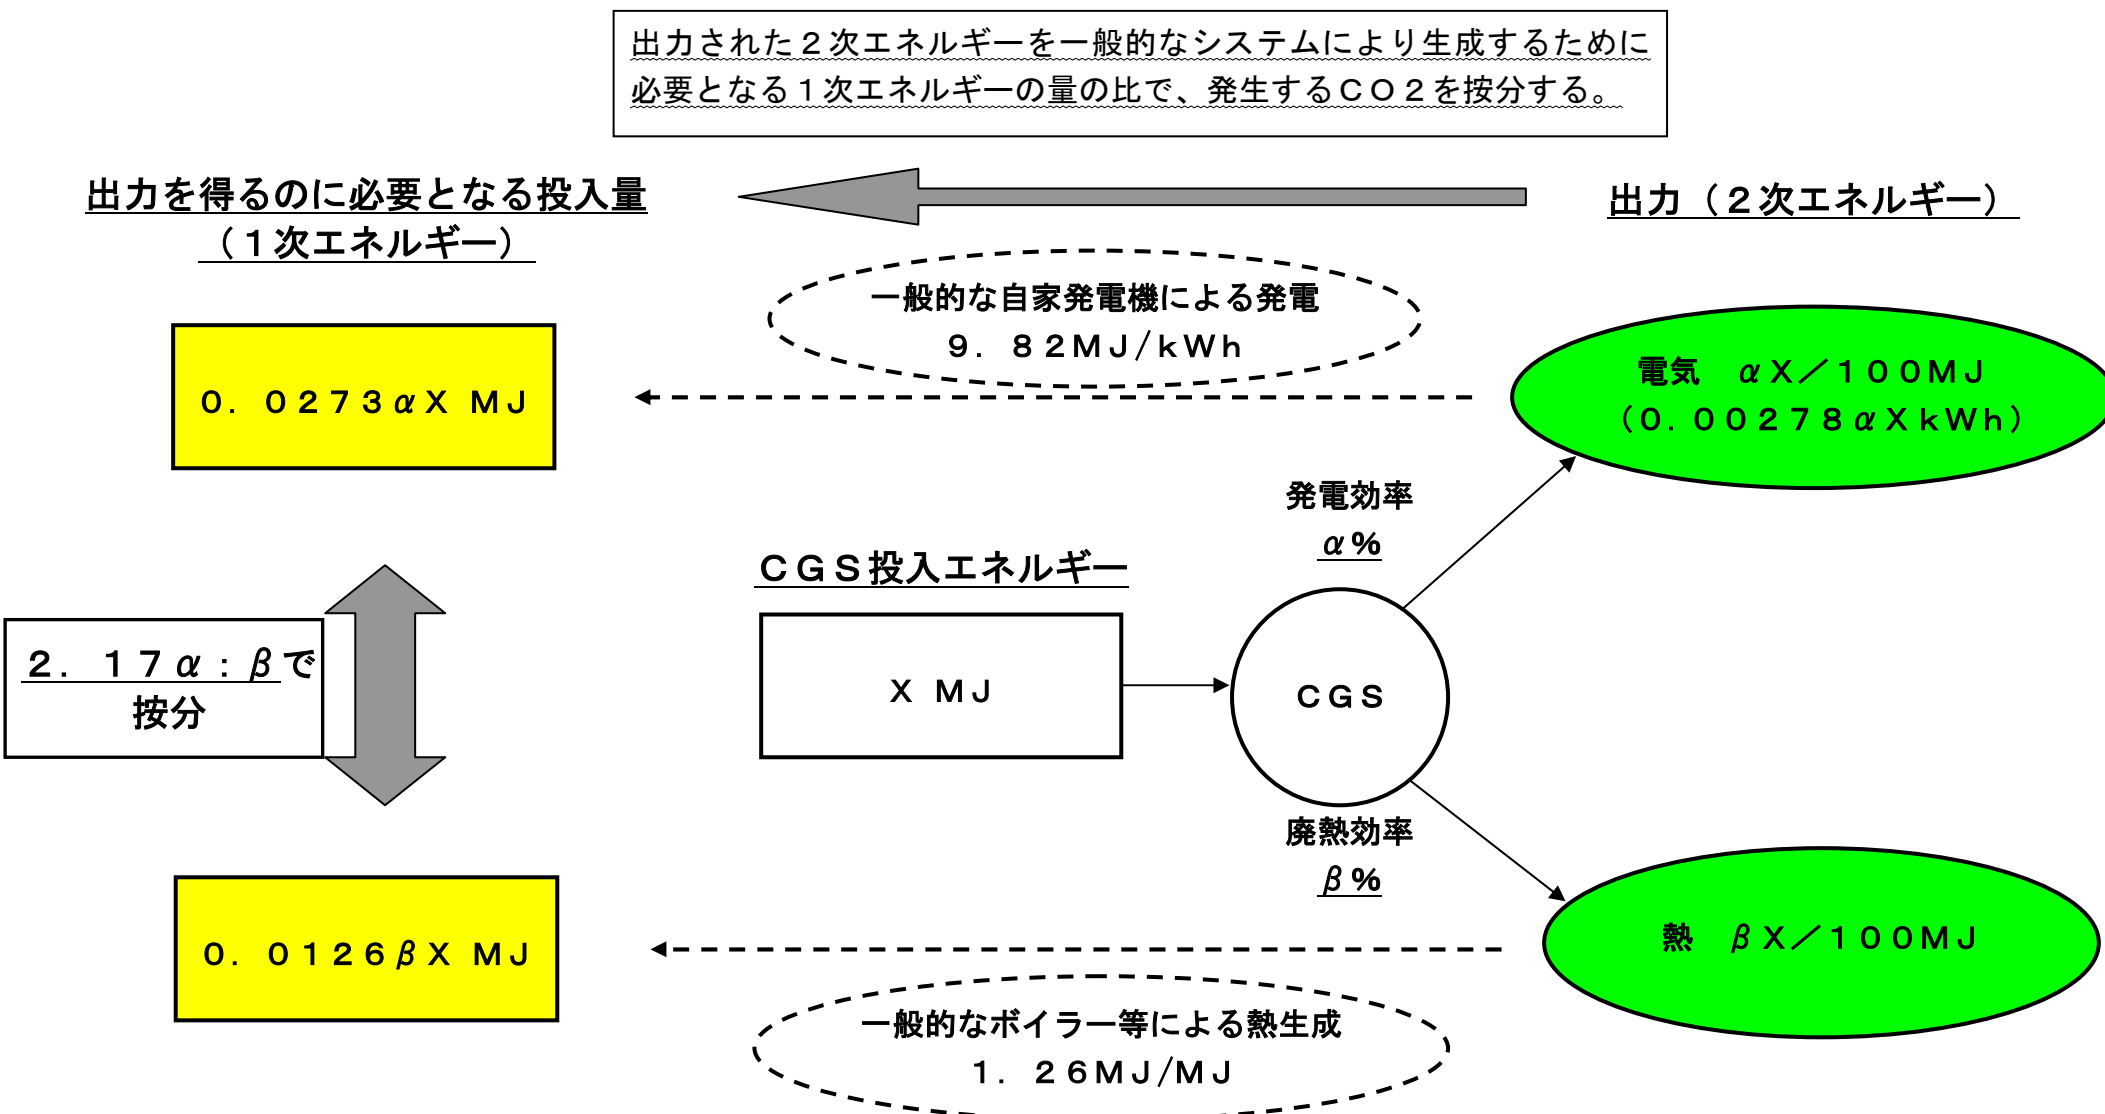 出力された２次エネルギーを一般的なシステムにより生成するために
必要となる１次エネルギーの量の比で、発生するＣＯ２を按分する。
出力を得るのに必要となる投入量
（１次エネルギー）
出力（２次エネルギー）
一般的な自家発電機による発電
９．８２ＭＪ/ｋＷｈ
０．０２７３αＸ ＭＪ
電気　αＸ／１００ＭＪ
（０．００２７８αＸｋＷｈ）
発電効率
α％
ＣＧＳ投入エネルギー
２．１７α：βで
按分
Ｘ ＭＪ
ＣＧＳ
廃熱効率
β％
０．０１２６βＸ ＭＪ
熱　βＸ／１００ＭＪ
一般的なボイラー等による熱生成
１．２６ＭＪ/ＭＪ